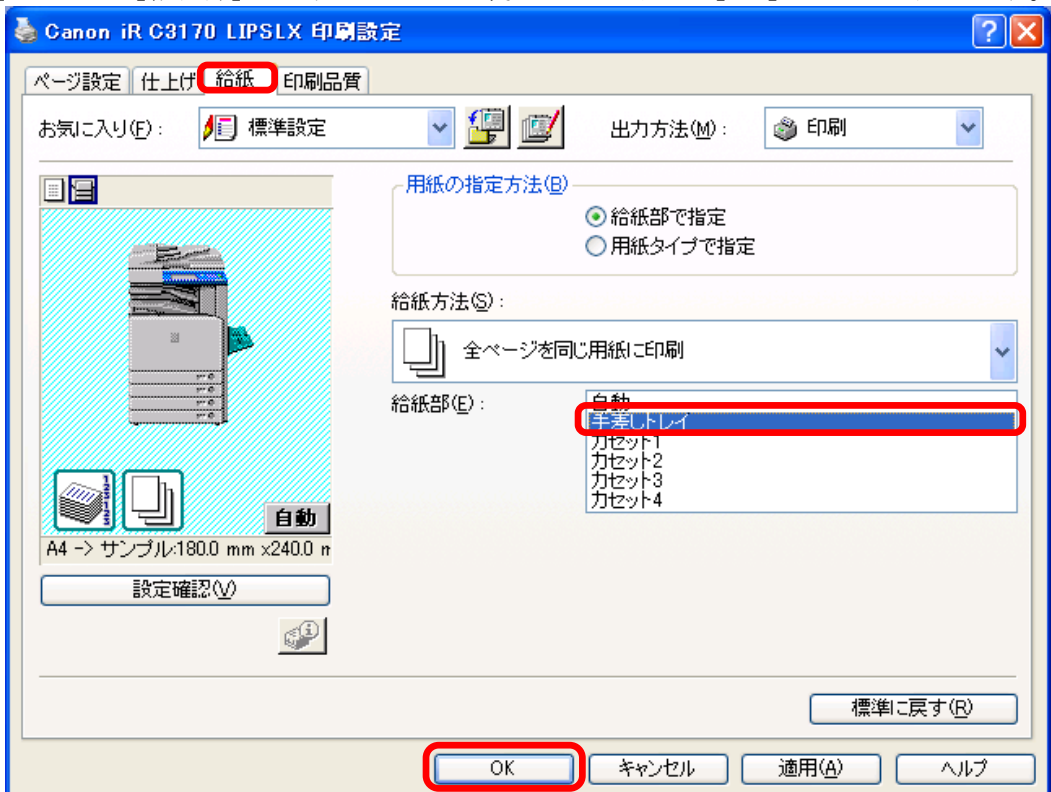 Canon iR C3170 LIPSLX 印刷設定
ページ設定 仕上げ 給紙 印刷品質
お気に入り(F): 標準設定 出力方法(M): 印刷
用紙の指定方法(B)
給紙部で指定
用紙タイプで指定
給紙方法(S):
全ページを同じ用紙に印刷
給紙部(E): 自動
手差しトレイ
カセット1
カセット2
カセット3
カセット4
自動
A4 -> サンプル:180.0 mm x240.0 m
設定確認(V)
標準に戻す(R)
OK キャンセル 適用(A) ヘルプ